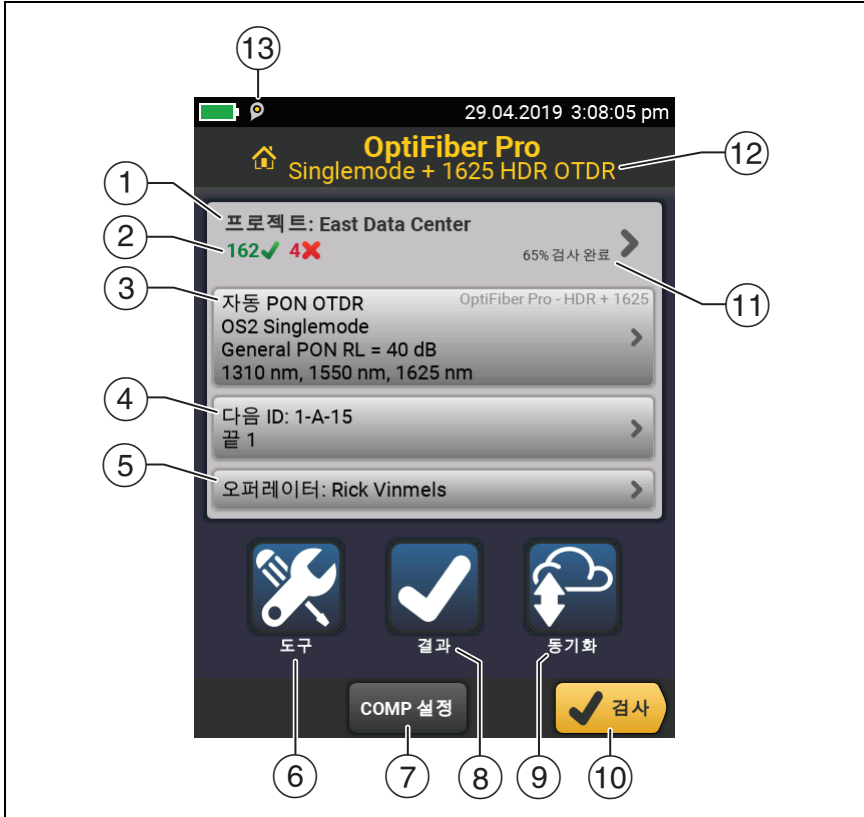 13
29.04.2019 3:08:05 pm
OptiFiber Pro
Singlemode + 1625 HDR OTDR
12
1
프로젝트: East Data Center
2
162 4
65% 검사 완료
11
3
자동 PON OTDR
OptiFiber Pro - HDR + 1625
OS2 Singlemode
General PON RL = 40 dB
1310 nm, 1550 nm, 1625 nm
4
다음 ID: 1-A-15
끝 1
5
오퍼레이터: Rick Vinmels
도구
결과
동기화
COMP 설정
검사
6
7
8
9
10